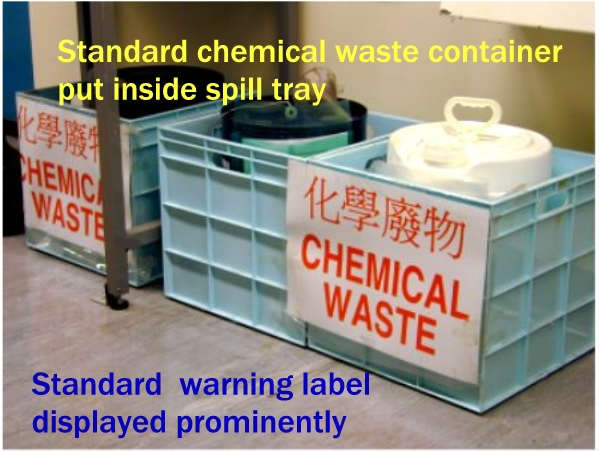 Standard chemical waste container
put inside spill tray
化學廢
CHEMICA
WASTE
化學廢物
CHEMICAL
WASTE
Standard warning label
displayed prominently